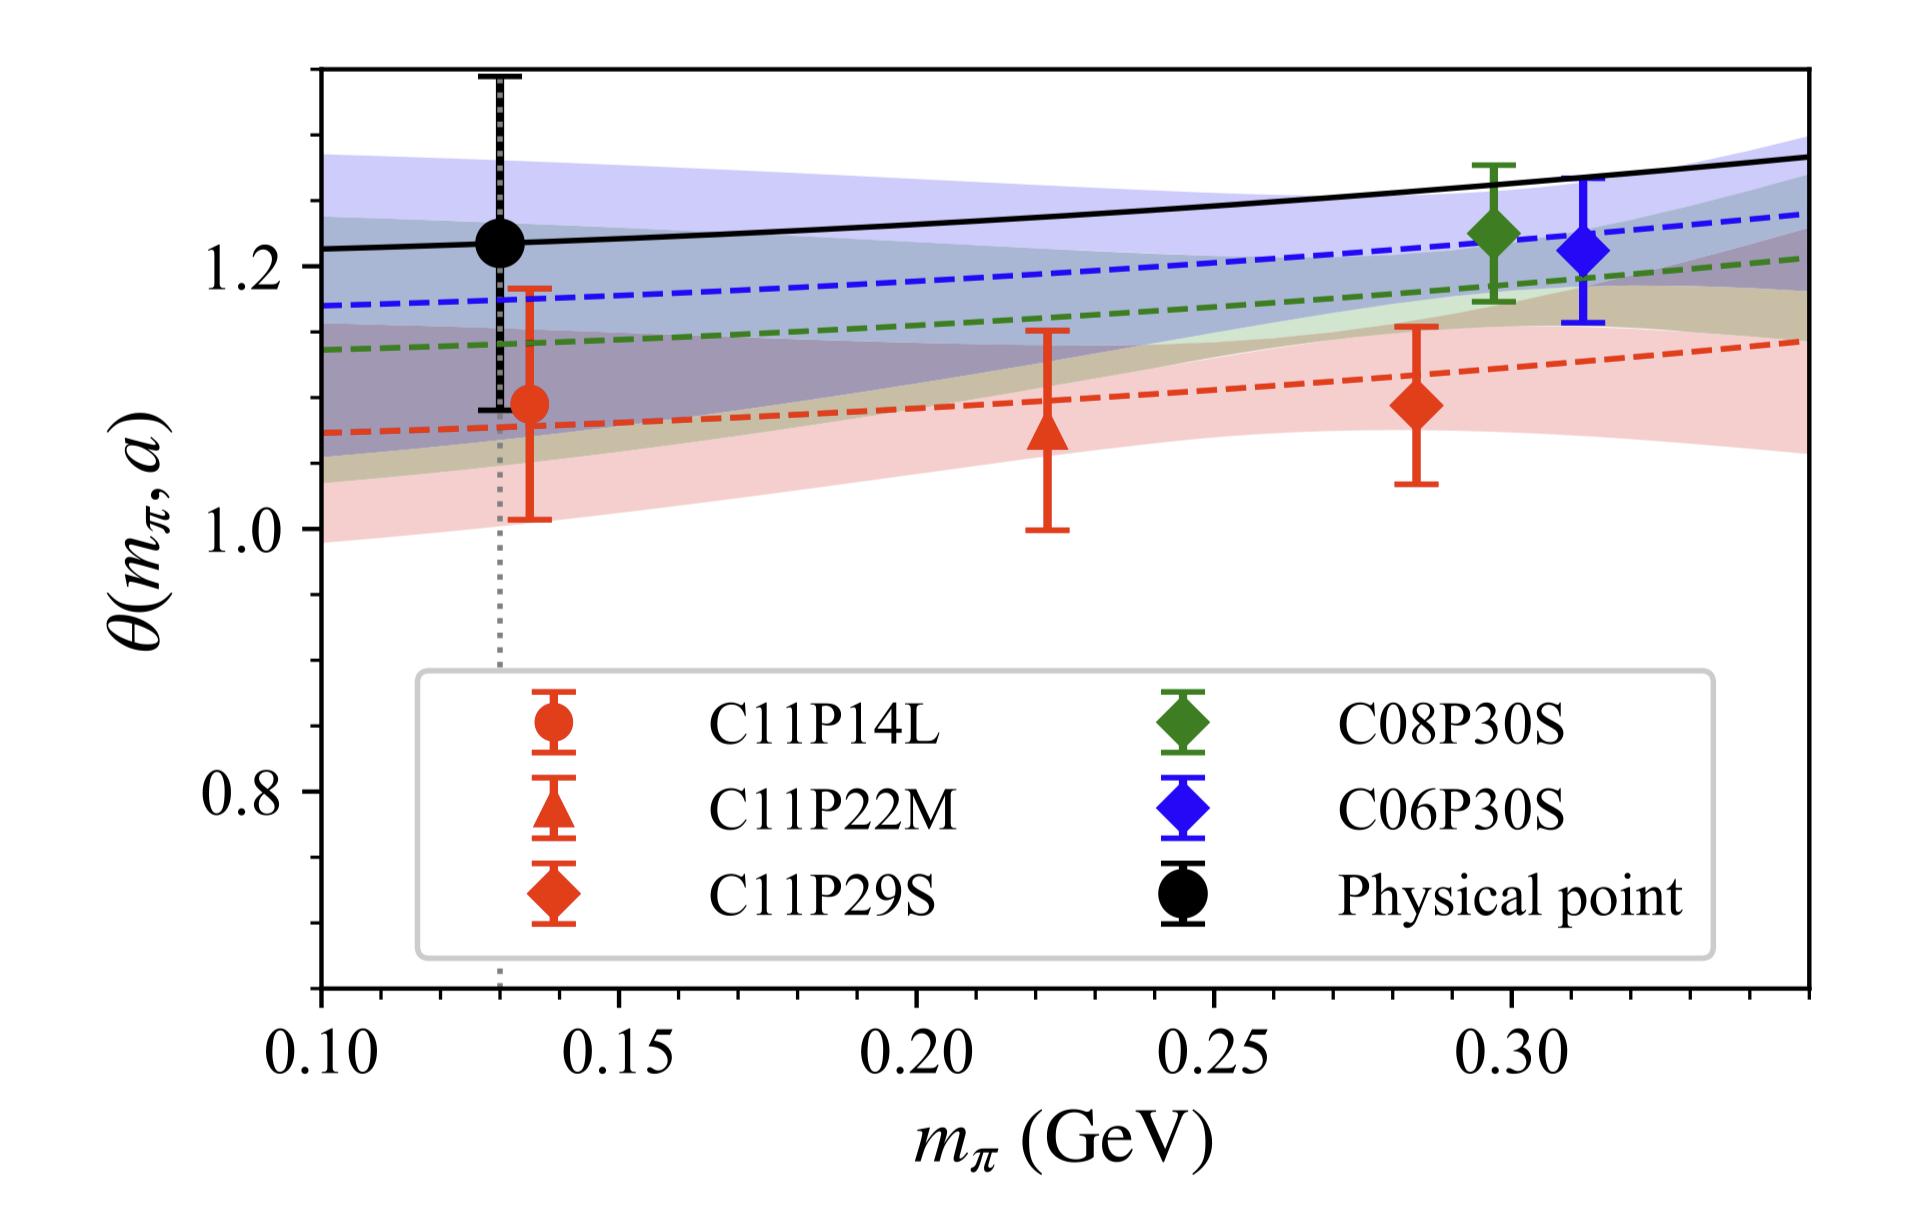 θ(mπ, a)
1.2
1.0
0.8
C11P14L
C11P22M
C11P29S
C08P30S
C06P30S
Physical point
0.10 0.15 0.20 0.25 0.30
mπ (GeV)